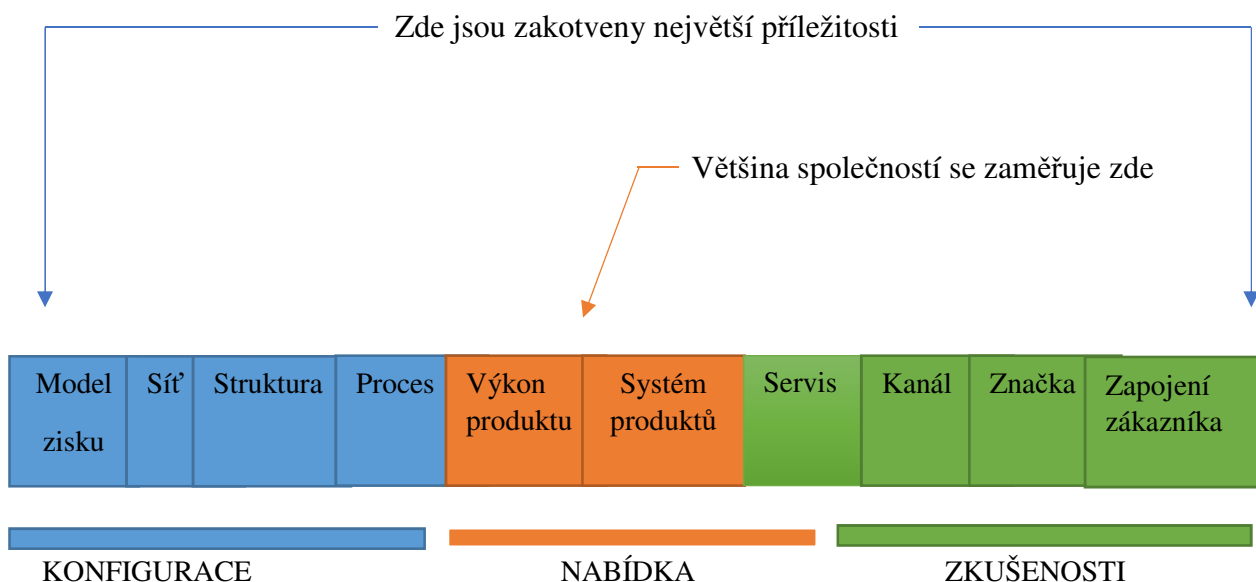 Zde jsou zakotveny největší příležitosti
Většina společností se zaměřuje zde
Model
zisku
Síť
Struktura
Proces
Výkon
produktu
Systém
produktů
Servis
Kanál
Značka
Zapojení
zákazníka
KONFIGURACE
NABÍDKA
ZKUŠENOSTI